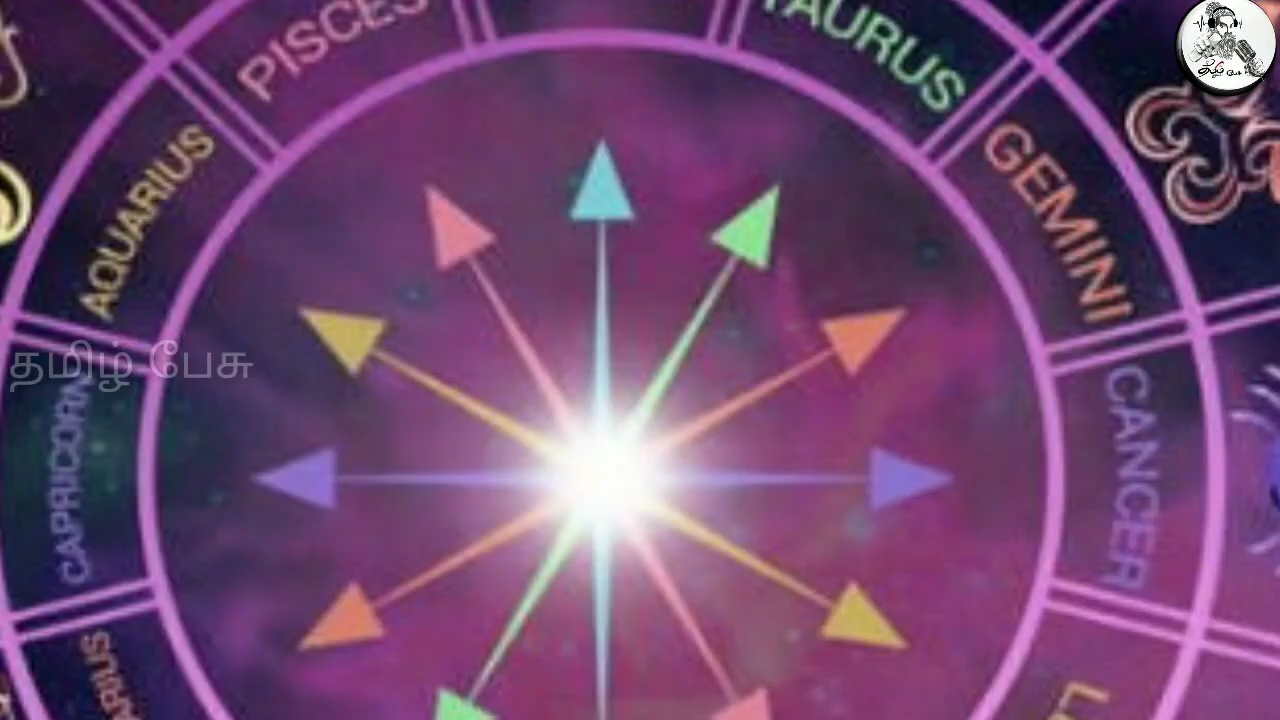 PISCES
TAURUS
AQUARIUS
GEMINI
தமிழ் பேசு
CAPRICORN
CANCER